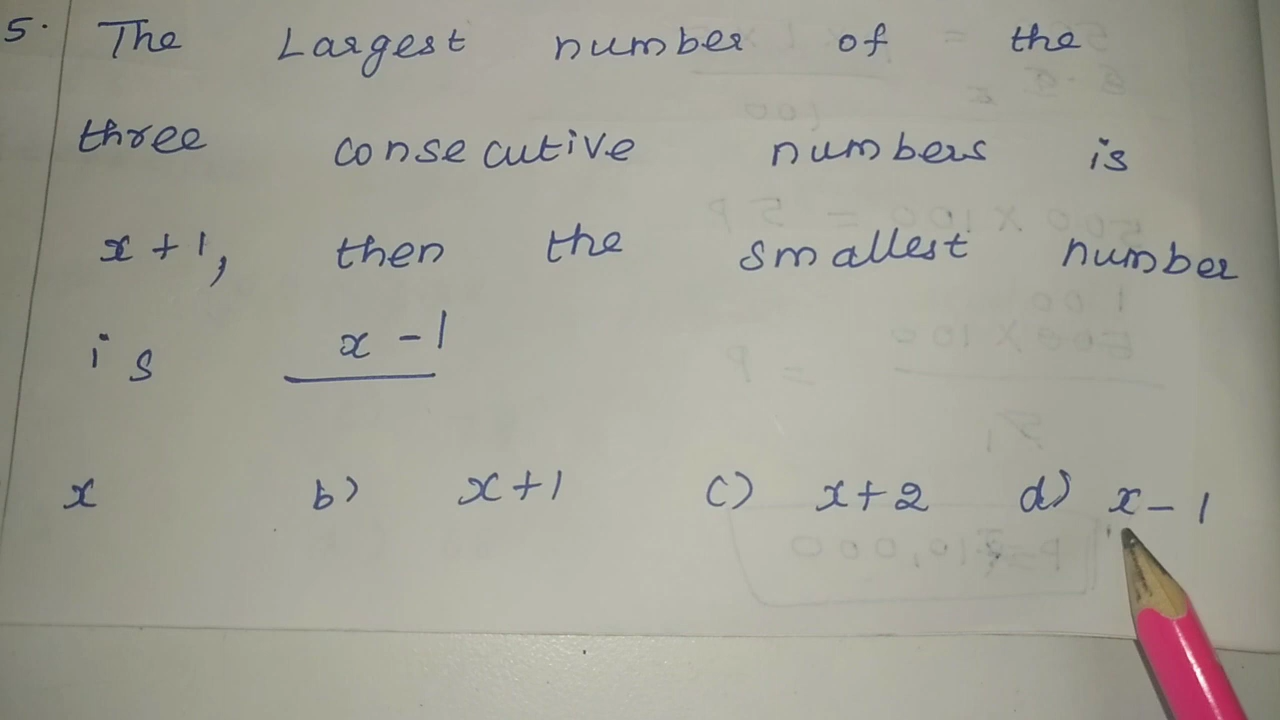 5. The Largest number of the
three consecutive numbers is
x+1, then the smallest number
is x-1
x b) x+1 c) x+2 d) x-1